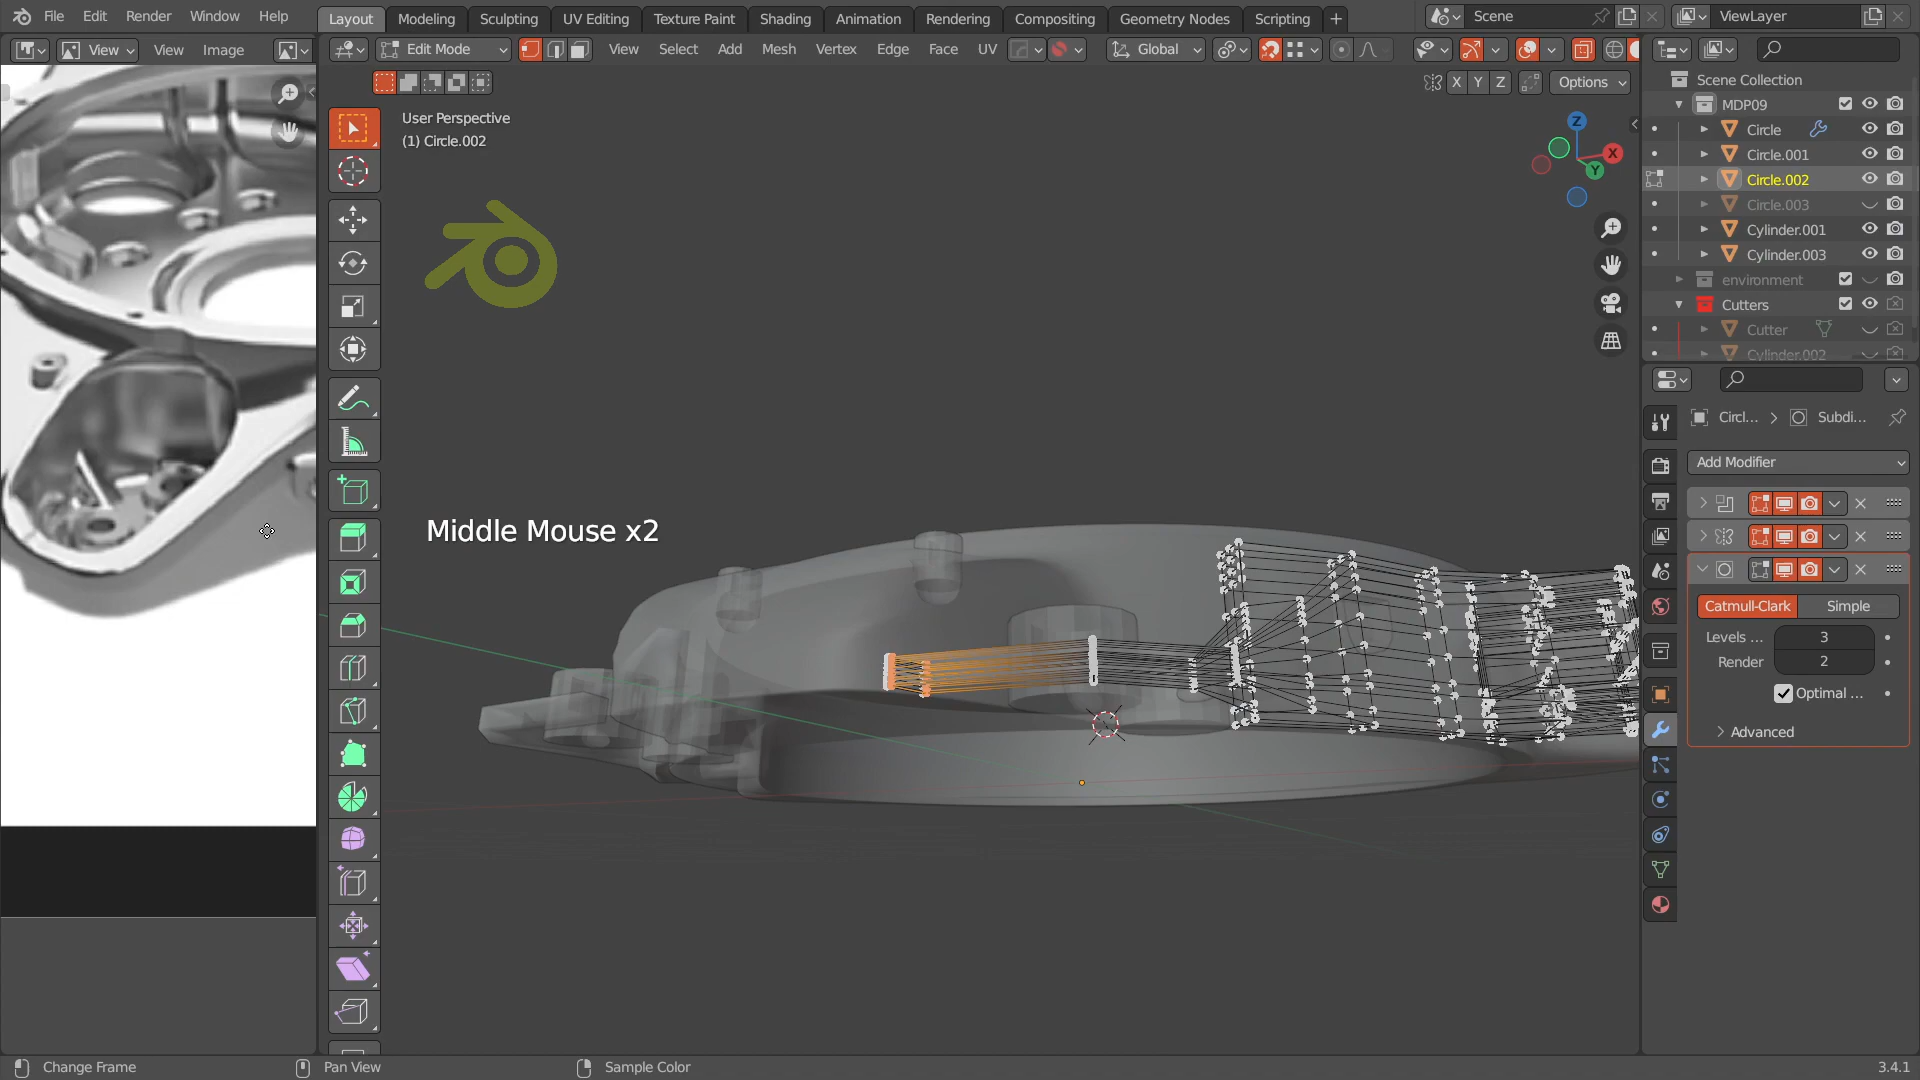 File Edit Render Window Help
Layout Modeling Sculpting UV Editing Texture Paint Shading Animation Rendering Compositing Geometry Nodes Scripting +
Scene
ViewLayer
View View Image
Edit Mode View Select Add Mesh Vertex Edge Face UV Global
X Y Z Options
User Perspective
(1) Circle.002
Z
X
Y
Middle Mouse x2
Scene Collection
MDP09
Circle
Circle.001
Circle.002
Circle.003
Cylinder.001
Cylinder.003
environment
Cutters
Cutter
Cylinder.002
Circl... Subdi...
Add Modifier
Catmull-Clark Simple
Levels ... 3
Render 2
Optimal ...
Advanced
Change Frame Pan View Sample Color 3.4.1